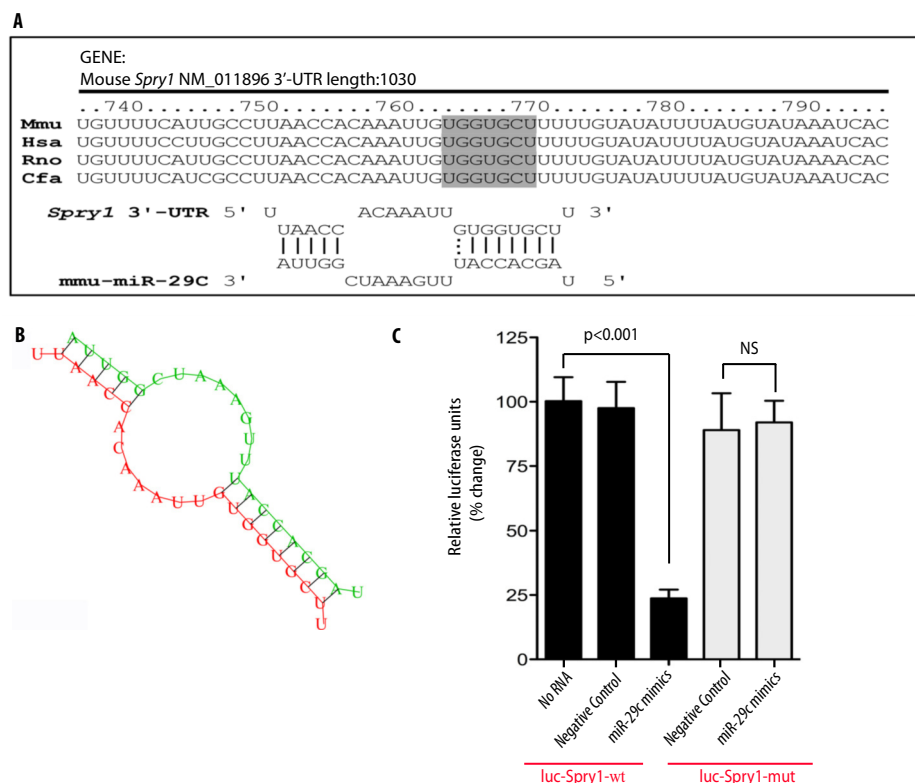 A
GENE:
Mouse Spry1 NM_011896 3'-UTR length:1030
..740.......750.......760.......770.......780.......790......
Mmu UGUUUUCAUUGCCUUAACCACAAAUUGUGGUGCUUUUUGUAUAUUUUAUGUAUAAAUCAC
Hsa UGUUUUCCUUGCCUUAACCACAAAUUGUGGUGCUUUUUGUAUAUUUUAUGUAUAAAUCAC
Rno UGUUUUCAUUGCCUUAACCACAAAUUGUGGUGCUUUUUGUAUAUUUUAUGUAUAAAACAC
Cfa UGUUUUCAUCGCCUUAACCACAAAUUGUGGUGCUUUUUGUAUAUUUUAUGUAUAAAUCAC
Spry1 3'-UTR 5' U ACAAAUU U 3'
UAACC GUGGUGCU
AUUGG UACCACGA
mmu-miR-29C 3' CUAAAGUU U 5'
B
A U U G G C U A A A G U U U A C C A C G A U
U U A A C C A C A A A U U G U G G U G C U U
C
Relative luciferase units
(% change)
125
100
75
50
25
0
p<0.001
NS
No RNA
Negative Control
miR-29c mimics
Negative Control
miR-29c mimics
luc-Spry1-wt
luc-Spry1-mut